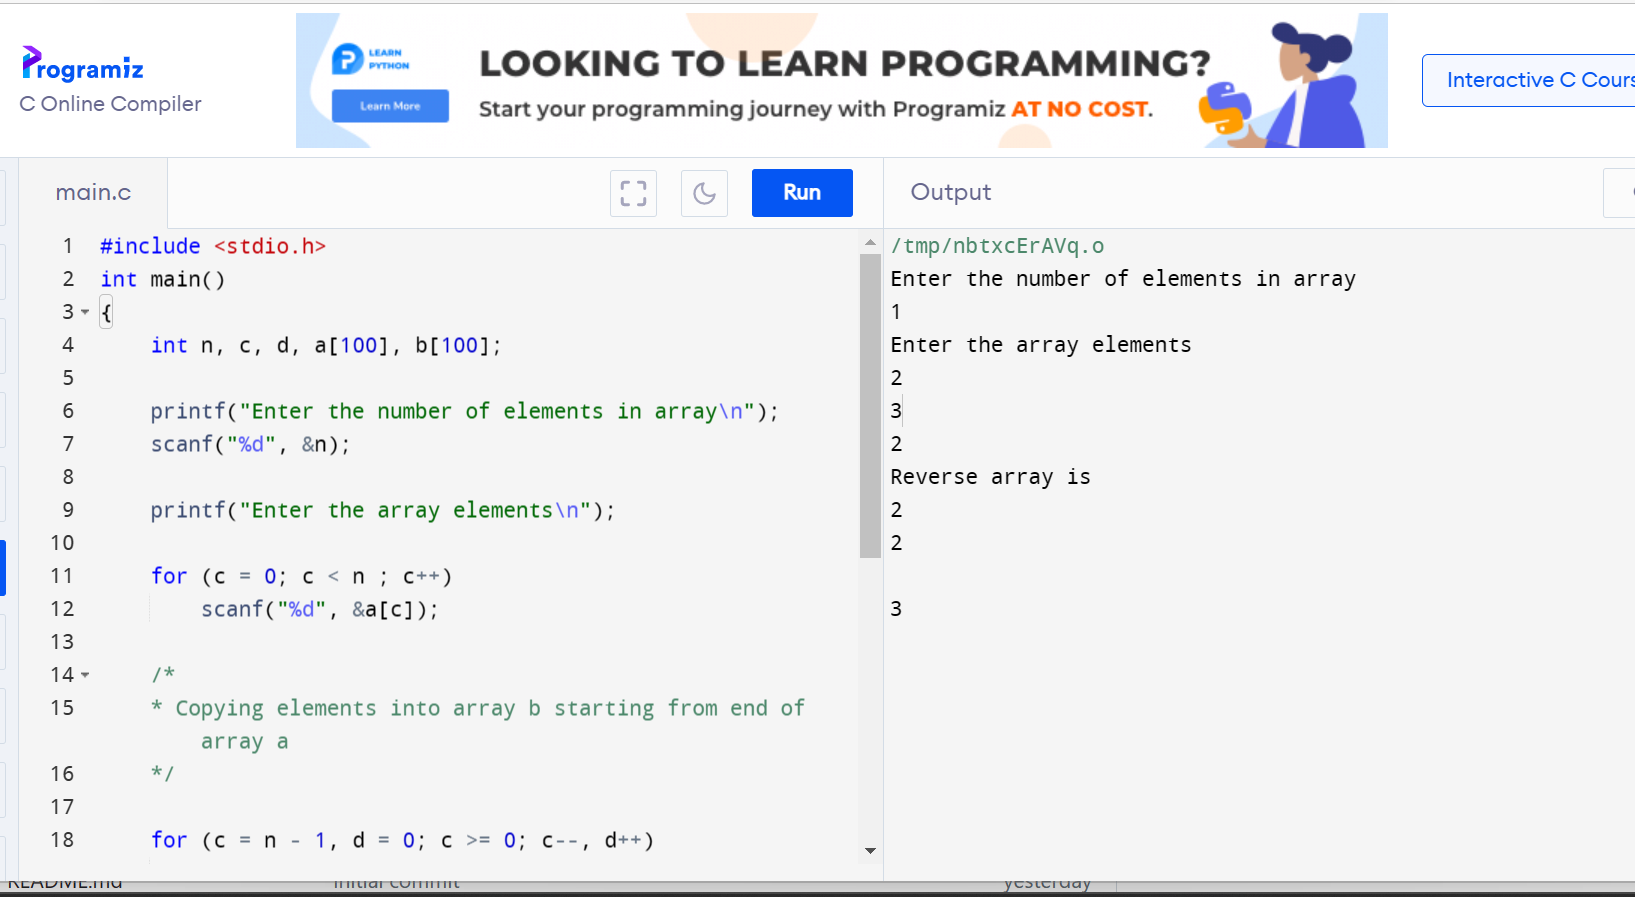 Programiz
C Online Compiler
LEARN
PYTHON
Learn More
LOOKING TO LEARN PROGRAMMING?
Start your programming journey with Programiz AT NO COST.
Interactive C Cours
main.c
Run
Output
1 #include <stdio.h>
2 int main()
3 {
4 int n, c, d, a[100], b[100];
5
6 printf("Enter the number of elements in array\n");
7 scanf("%d", &n);
8
9 printf("Enter the array elements\n");
10
11 for (c = 0; c < n ; c++)
12 scanf("%d", &a[c]);
13
14 /*
15 * Copying elements into array b starting from end of
array a
16 */
17
18 for (c = n - 1, d = 0; c >= 0; c--, d++)
/tmp/nbtxcErAVq.o
Enter the number of elements in array
1
Enter the array elements
2
3
2
Reverse array is
2
2
3
README.md initial commit yesterday